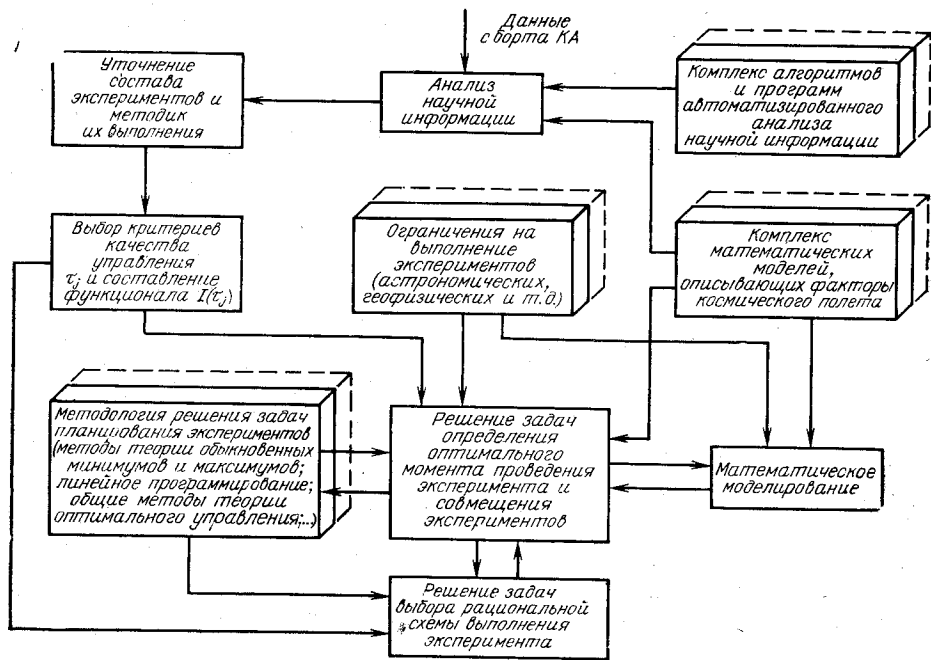 Данные
с борта КА
Уточнение
состава
экспериментов и
методик
их выполнения
Анализ
научной
информации
Комплекс алгоритмов
и программ
автоматизированного
анализа
научной информации
Выбор критериев
качества
управления
τj и составление
функционала I(τj)
Ограничения на
выполнение
экспериментов
(астрономических,
геофизических и т.д.)
Комплекс
математических
моделей,
описывающих факторы
космического полета
Методология решения задач
планирования экспериментов
(методы теории обыкновенных
минимумов и максимумов;
линейное программирование;
общие методы теории
оптимального управления;...)
Решение задач
определения
оптимального
момента проведения
эксперимента и
совмещения
экспериментов
Математическое
моделирование
Решение задач
выбора рациональной
схемы выполнения
эксперимента